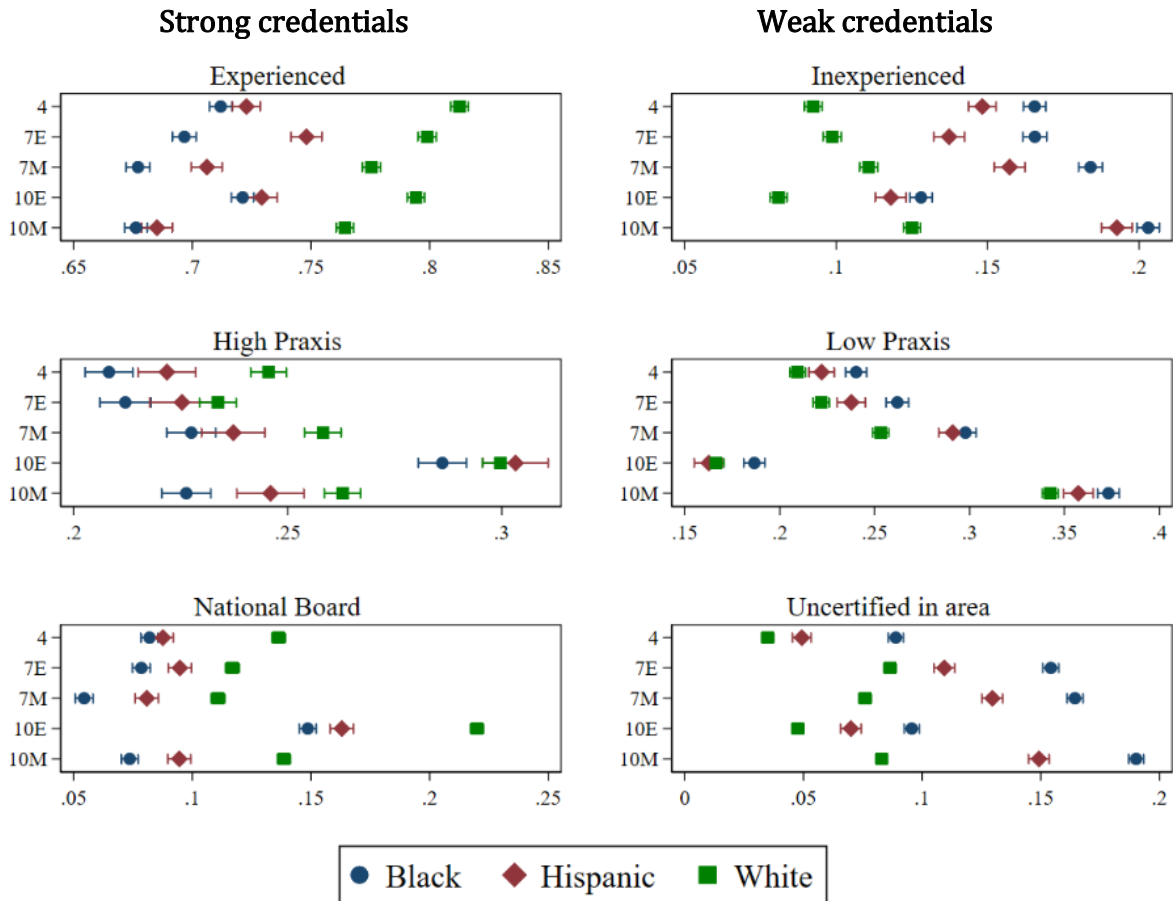 Strong credentials
Weak credentials
Experienced
4
7E
7M
10E
10M
.65 .7 .75 .8 .85
Inexperienced
4
7E
7M
10E
10M
.05 .1 .15 .2
High Praxis
4
7E
7M
10E
10M
.2 .25 .3
Low Praxis
4
7E
7M
10E
10M
.15 .2 .25 .3 .35 .4
National Board
4
7E
7M
10E
10M
.05 .1 .15 .2 .25
Uncertified in area
4
7E
7M
10E
10M
0 .05 .1 .15 .2
Black Hispanic White